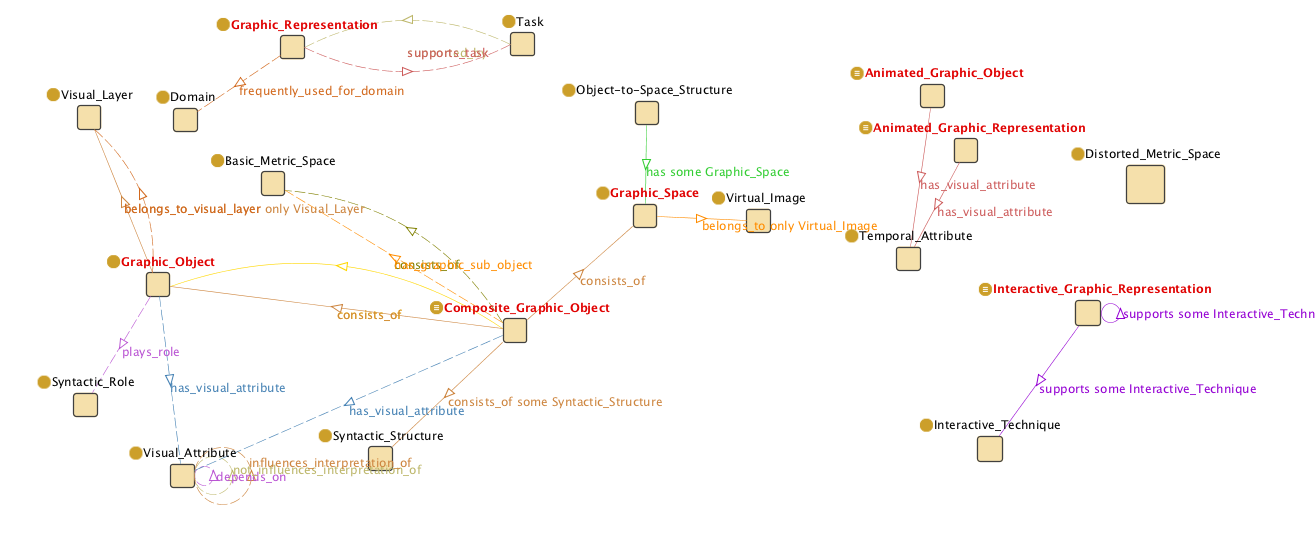 Graphic_Representation
Task
supports_task
frequently_used_for_domain
Visual_Layer
Domain
Object-to-Space_Structure
Animated_Graphic_Object
Animated_Graphic_Representation
Distorted_Metric_Space
Basic_Metric_Space
has some Graphic_Space
Graphic_Space
Virtual_Image
has_visual_attribute
belongs_to_visual_layer only Visual_Layer
has_visual_attribute
belongs_to only Virtual_Image
Temporal_Attribute
Graphic_Object
consists_of
consists_of
Interactive_Graphic_Representation
Composite_Graphic_Object
consists_of
supports some Interactive_Techn
plays_role
Syntactic_Role
has_visual_attribute
supports some Interactive_Technique
consists_of some Syntactic_Structure
has_visual_attribute
Interactive_Technique
Syntactic_Structure
Visual_Attribute
influences_interpretation_of
not_influences_interpretation_of
depends_on